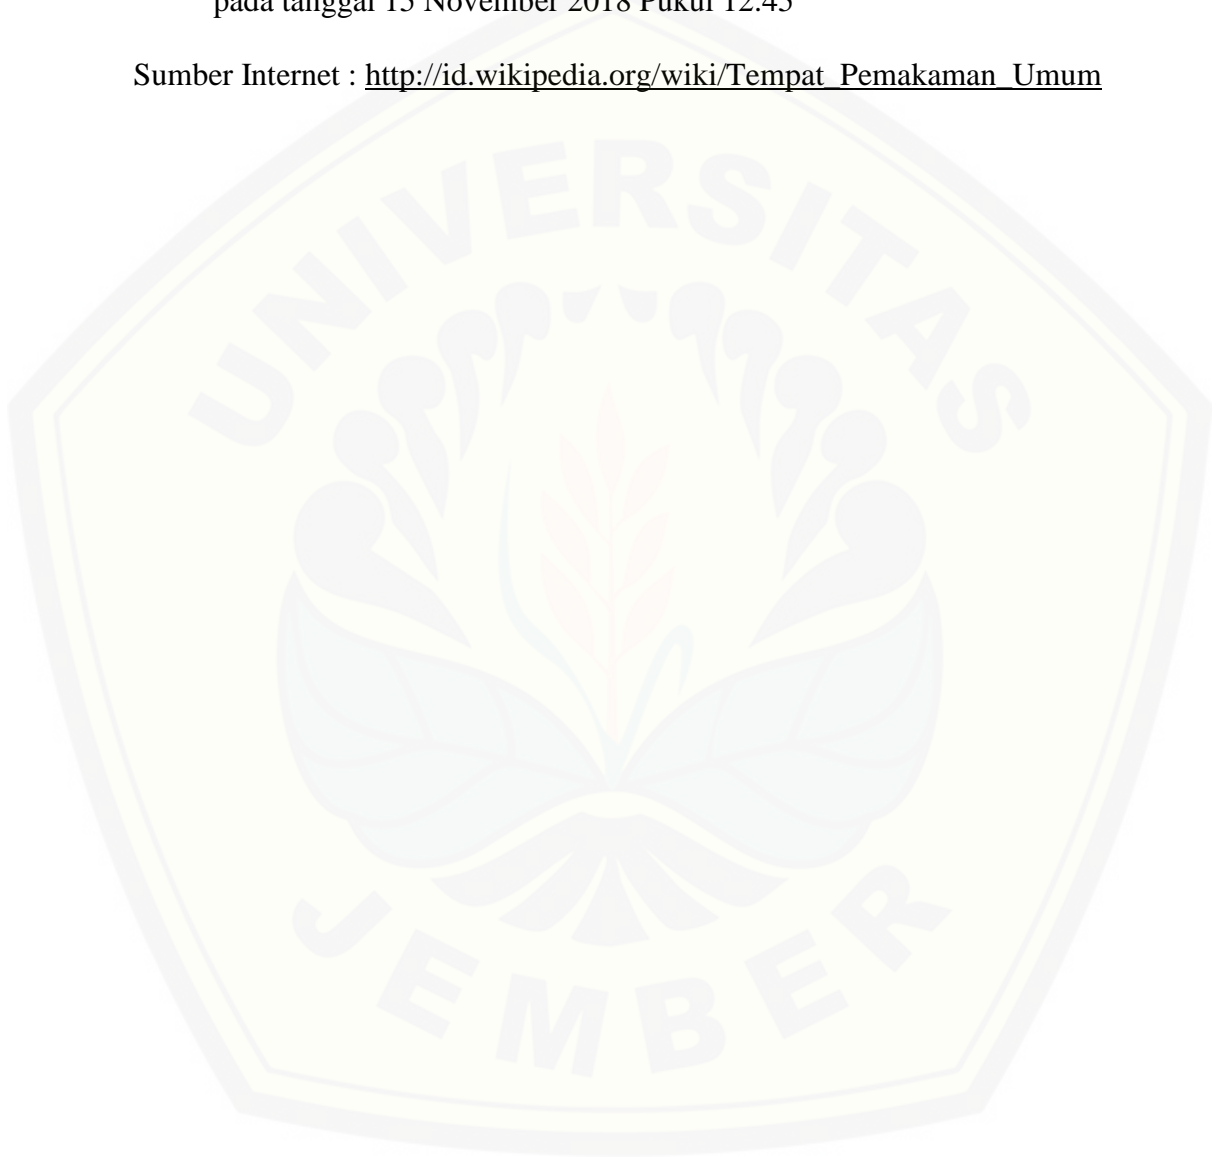 pada tanggal 15 November 2018 Pukul 12.45
Sumber Internet : http://id.wikipedia.org/wiki/Tempat_Pemakaman_Umum
UNIVERSITAS
JEMBER